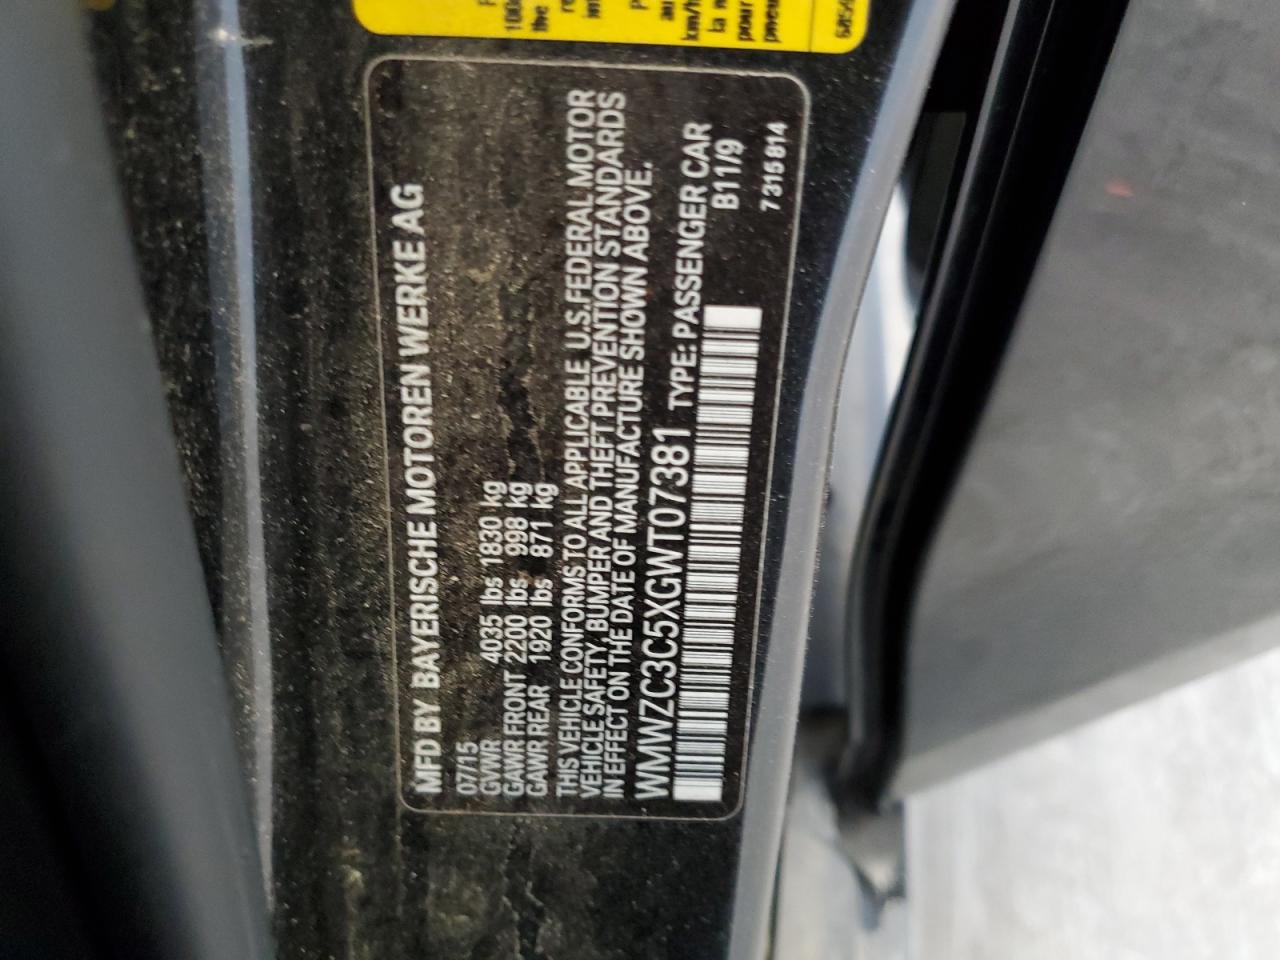 MFD BY BAYERISCHE MOTOREN WERKE AG
07/15
GVWR 4035 lbs 1830 kg
GAWR FRONT 2200 lbs 998 kg
GAWR REAR 1920 lbs 871 kg
THIS VEHICLE CONFORMS TO ALL APPLICABLE U.S.FEDERAL MOTOR
VEHICLE SAFETY, BUMPER AND THEFT PREVENTION STANDARDS
IN EFFECT ON THE DATE OF MANUFACTURE SHOWN ABOVE.
WMWZC3C5XGWT07381 TYPE: PASSENGER CAR
B11/9
7 315 814